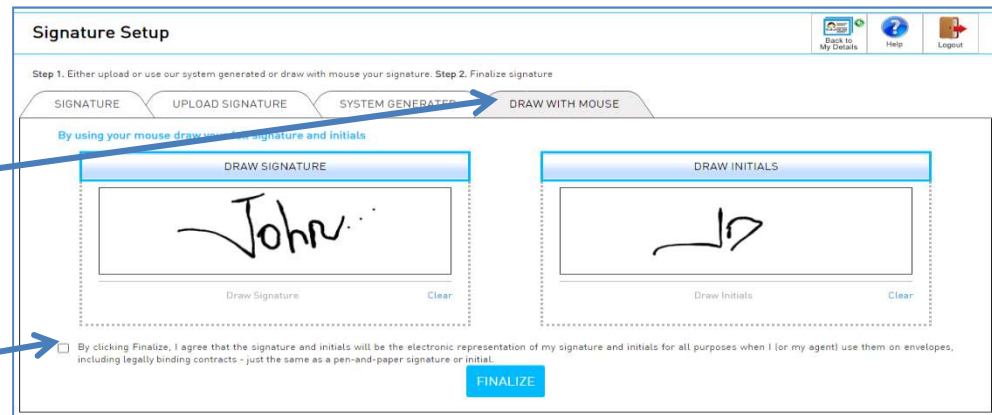 Signature Setup
Back to
My Details
Help
Logout
Step 1. Either upload or use our system generated or draw with mouse your signature. Step 2. Finalize signature
SIGNATURE
UPLOAD SIGNATURE
SYSTEM GENERATED
DRAW WITH MOUSE
By using your mouse draw your signature and initials
DRAW SIGNATURE
DRAW INITIALS
John
JD
Draw Signature
Clear
Draw Initials
Clear
By clicking Finalize, I agree that the signature and initials will be the electronic representation of my signature and initials for all purposes when I (or my agent) use them on envelopes,
including legally binding contracts - just the same as a pen-and-paper signature or initial.
FINALIZE